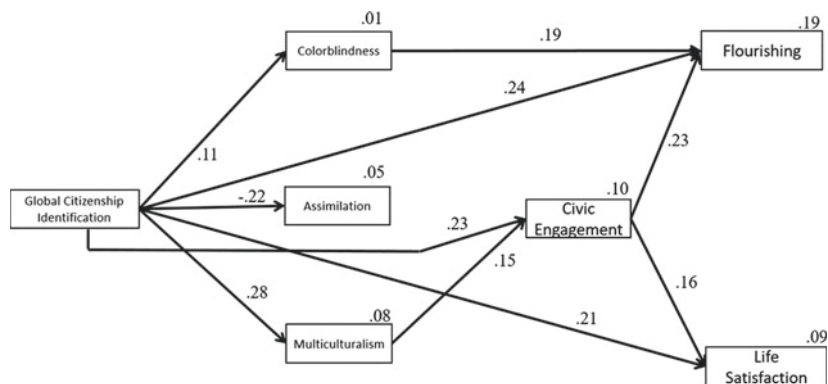 .01
.19
.19
Colorblindness
Flourishing
.24
.11
.23
.05
Global Citizenship
Identification
-.22
Assimilation
.10
Civic
Engagement
.23
.15
.28
.16
.08
.21
Multiculturalism
.09
Life
Satisfaction